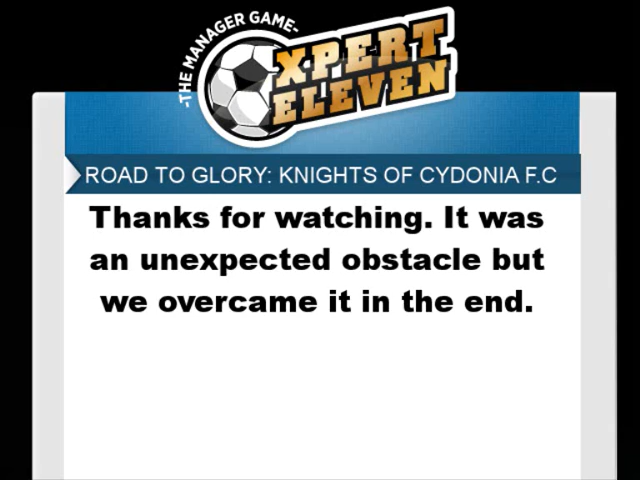 -THE MANAGER GAME-
XPERT
ELEVEN
ROAD TO GLORY: KNIGHTS OF CYDONIA F.C
Thanks for watching. It was
an unexpected obstacle but
we overcame it in the end.